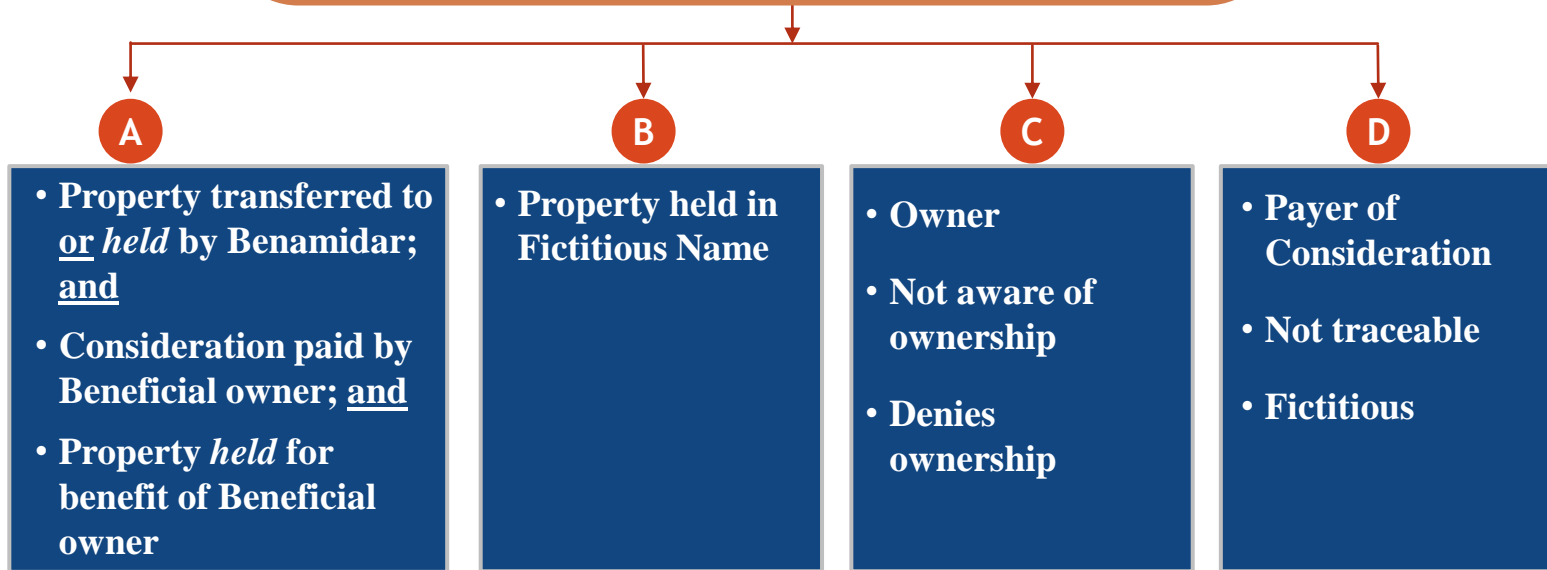 A
• Property transferred to
or held by Benamidar;
and
• Consideration paid by
Beneficial owner; and
• Property held for
benefit of Beneficial
owner
B
• Property held in
Fictitious Name
C
• Owner
• Not aware of
ownership
• Denies
ownership
D
• Payer of
Consideration
• Not traceable
• Fictitious